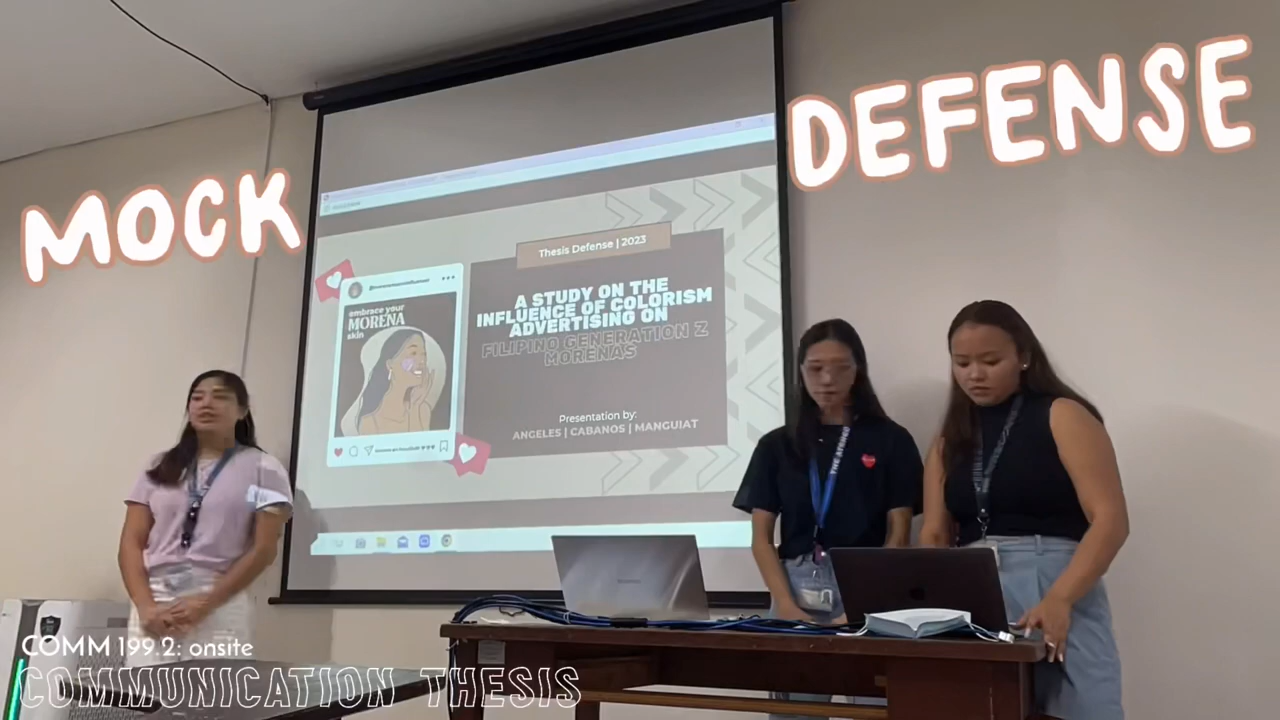 MOCK
DEFENSE
Thesis Defense | 2023
A STUDY ON THE
INFLUENCE OF COLORISM
ADVERTISING ON
FILIPINO GENERATION Z
MORENAS
embrace your
MORENA
skin
Presentation by:
ANGELES | CABANOS | MANGUIAT
COMM 199.2: onsite
COMMUNICATION THESIS